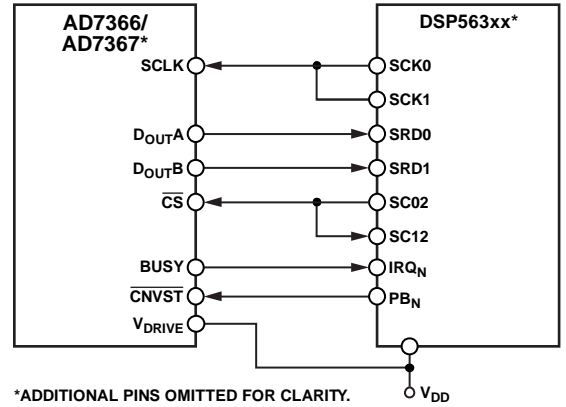 AD7366/
AD7367*
DSP563xx*
SCLK
SCK0
SCK1
DOUTA
SRD0
DOUTB
SRD1
CS
SC02
SC12
BUSY
IRQN
CNVST
PBN
VDRIVE
*ADDITIONAL PINS OMITTED FOR CLARITY.
VDD